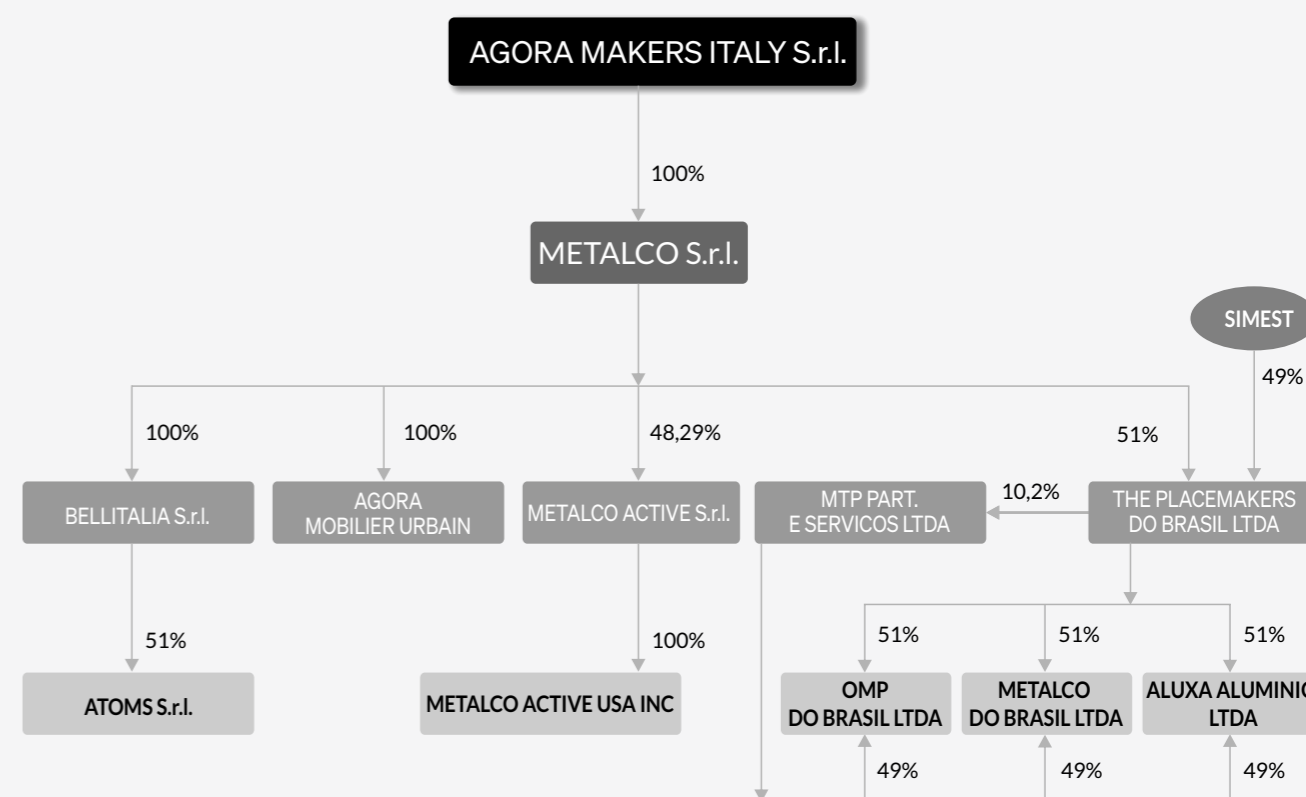 AGORA MAKERS ITALY S.r.l.
100%
METALCO S.r.l.
SIMEST
49%
100%
100%
48,29%
51%
BELLITALIA S.r.l.
AGORA
MOBILIER URBAIN
METALCO ACTIVE S.r.l.
MTP PART.
E SERVICOS LTDA
10,2%
THE PLACEMAKERS
DO BRASIL LTDA
51%
100%
51%
51%
51%
ATOMS S.r.l.
METALCO ACTIVE USA INC
OMP
DO BRASIL LTDA
METALCO
DO BRASIL LTDA
ALUXA ALUMINIO
LTDA
49%
49%
49%